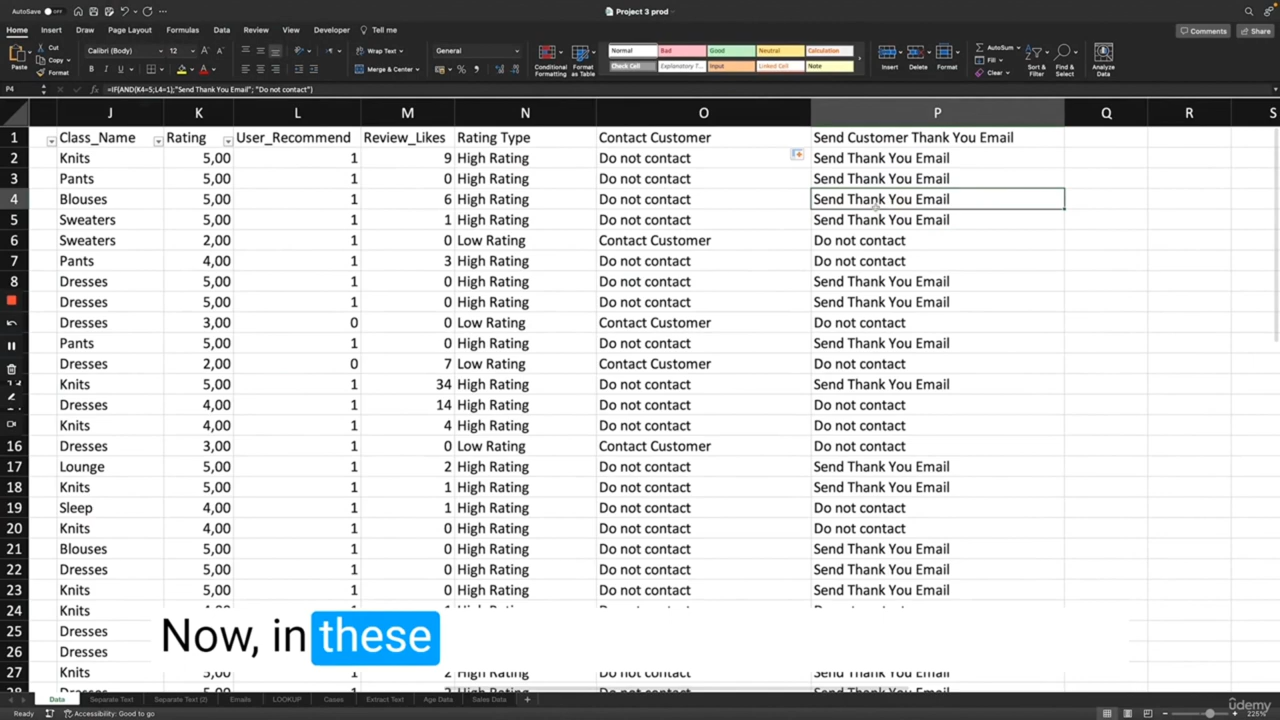 AutoSave OFF
Project 3 prod
Home Insert Draw Page Layout Formulas Data Review View Developer Tell me
Comments Share
Paste Cut Copy Format
Calibri (Body) 12
Wrap Text
Merge & Center
General
Conditional Formatting
Format as Table
Normal Bad Good Neutral Calculation
Check Cell Explanatory T... Input Linked Cell Note
Insert Delete Format
AutoSum Fill Clear
Sort & Filter
Find & Select
Analyze Data
P4 =IF(AND(K4=5;L4=1);"Send Thank You Email"; "Do not contact")
J K L M N O P Q R S
1 Class_Name Rating User_Recommend Review_Likes Rating Type Contact Customer Send Customer Thank You Email
2 Knits 5,00 1 9 High Rating Do not contact Send Thank You Email
3 Pants 5,00 1 0 High Rating Do not contact Send Thank You Email
4 Blouses 5,00 1 6 High Rating Do not contact Send Thank You Email
5 Sweaters 5,00 1 1 High Rating Do not contact Send Thank You Email
6 Sweaters 2,00 1 0 Low Rating Contact Customer Do not contact
7 Pants 4,00 1 3 High Rating Do not contact Do not contact
8 Dresses 5,00 1 0 High Rating Do not contact Send Thank You Email
Dresses 5,00 1 0 High Rating Do not contact Send Thank You Email
Dresses 3,00 0 0 Low Rating Contact Customer Do not contact
Pants 5,00 1 0 High Rating Do not contact Send Thank You Email
Dresses 2,00 0 7 Low Rating Contact Customer Do not contact
Knits 5,00 1 34 High Rating Do not contact Send Thank You Email
Dresses 4,00 1 14 High Rating Do not contact Do not contact
Knits 4,00 1 4 High Rating Do not contact Do not contact
16 Dresses 3,00 1 0 Low Rating Contact Customer Do not contact
17 Lounge 5,00 1 2 High Rating Do not contact Send Thank You Email
18 Knits 5,00 1 1 High Rating Do not contact Send Thank You Email
19 Sleep 4,00 1 1 High Rating Do not contact Do not contact
20 Knits 4,00 1 0 High Rating Do not contact Do not contact
21 Blouses 5,00 1 0 High Rating Do not contact Send Thank You Email
22 Dresses 5,00 1 0 High Rating Do not contact Send Thank You Email
23 Knits 5,00 1 0 High Rating Do not contact Send Thank You Email
24 Knits
25 Dresses
Now, in these
26 Dresses
27 Knits 5,00 1 2 High Rating Do not contact Send Thank You Email
28
Data Separate Text Separate Text (2) Emails LOOKUP Cases Extract Text Age Data Sales Data
Ready Accessibility: Good to go 225%
ûdemy